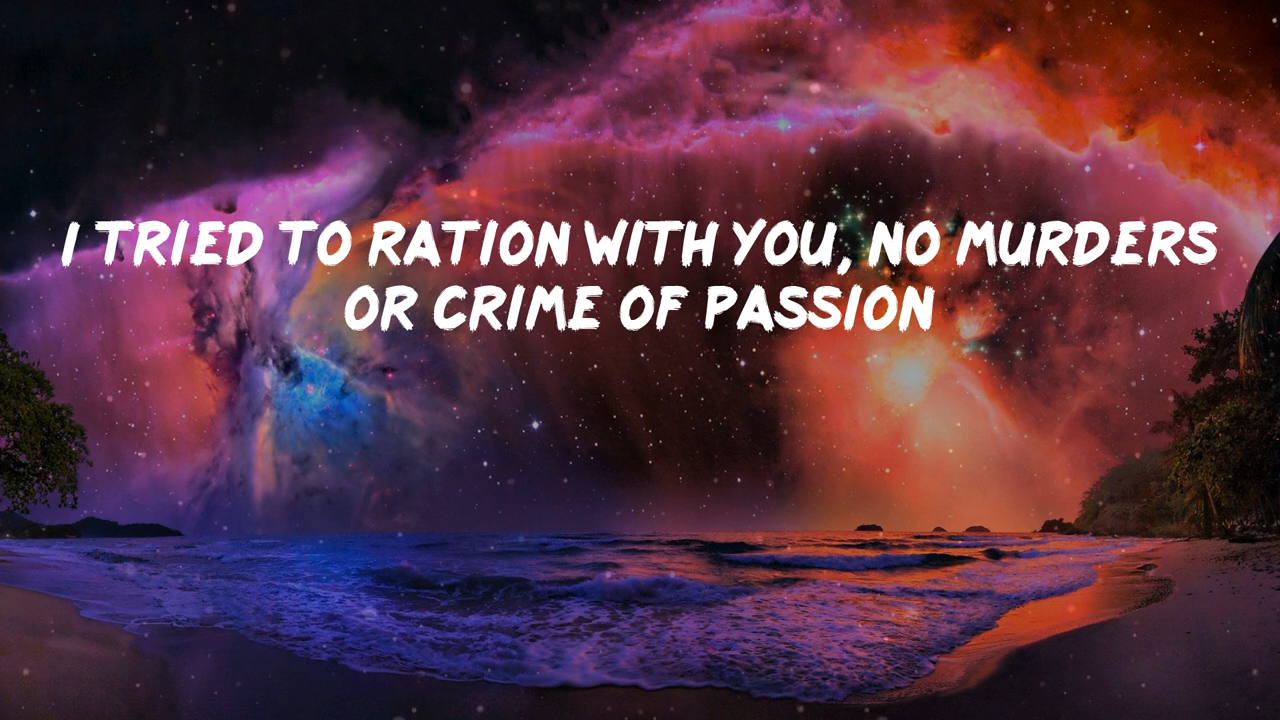 I TRIED TO RATION WITH YOU, NO MURDERS
OR CRIME OF PASSION